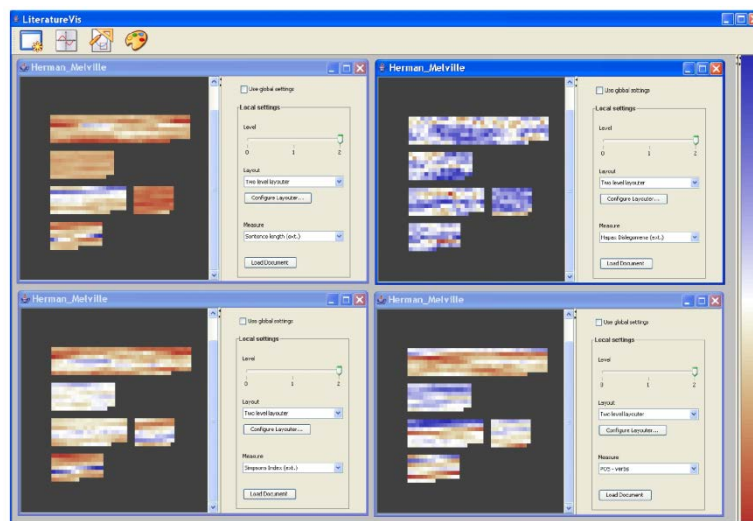 LiteratureVis
Herman_Melville
Use global settings
Local settings
Level
0 1 2
Layout
Two level layouter
Configure Layouter...
Measure
Sentence length (ext.)
Load Document
Herman_Melville
Use global settings
Local settings
Level
0 1 2
Layout
Two level layouter
Configure Layouter...
Measure
Hapax Dislegomena (ext.)
Load Document
Herman_Melville
Use global settings
Local settings
Level
0 1 2
Layout
Two level layouter
Configure Layouter...
Measure
Simpsons Index (ext.)
Load Document
Herman_Melville
Use global settings
Local settings
Level
0 1 2
Layout
Two level layouter
Configure Layouter...
Measure
POS - verbs
Load Document